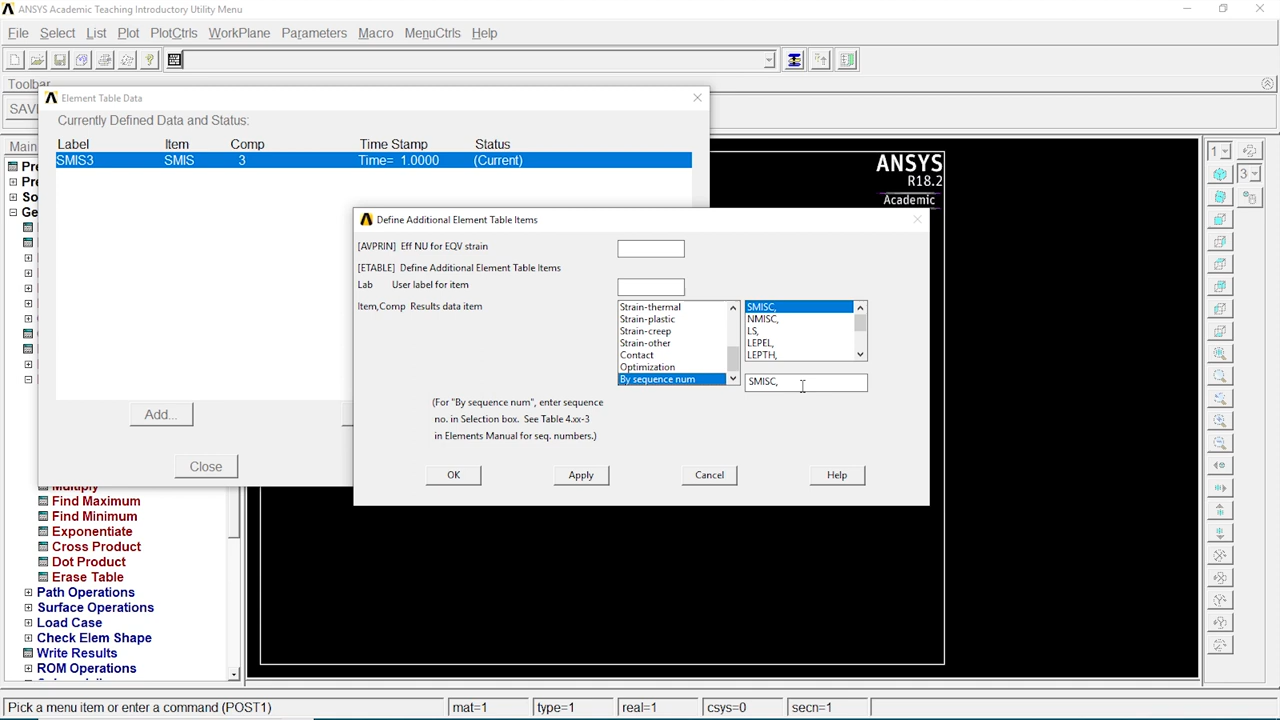 ANSYS Academic Teaching Introductory Utility Menu
File Select List Plot PlotCtrls WorkPlane Parameters Macro MenuCtrls Help
Toolbar
SAV
Element Table Data
Currently Defined Data and Status:
Label Item Comp Time Stamp Status
SMIS3 SMIS 3 Time= 1.0000 (Current)
Add...
Close
Main
Pre
Pre
So
Ge
ANSYS
R18.2
Academic
1
3
Define Additional Element Table Items
[AVPRIN] Eff NU for EQV strain
[ETABLE] Define Additional Element Table Items
Lab User label for item
Item,Comp Results data item
Strain-thermal
Strain-plastic
Strain-creep
Strain-other
Contact
Optimization
By sequence num
SMISC,
NMISC,
LS,
LEPEL,
LEPTH,
SMISC,
(For "By sequence num", enter sequence
no. in Selection box. See Table 4.xx-3
in Elements Manual for seq. numbers.)
OK Apply Cancel Help
Multiply
Find Maximum
Find Minimum
Exponentiate
Cross Product
Dot Product
Erase Table
Path Operations
Surface Operations
Load Case
Check Elem Shape
Write Results
ROM Operations
Pick a menu item or enter a command (POST1) mat=1 type=1 real=1 csys=0 secn=1